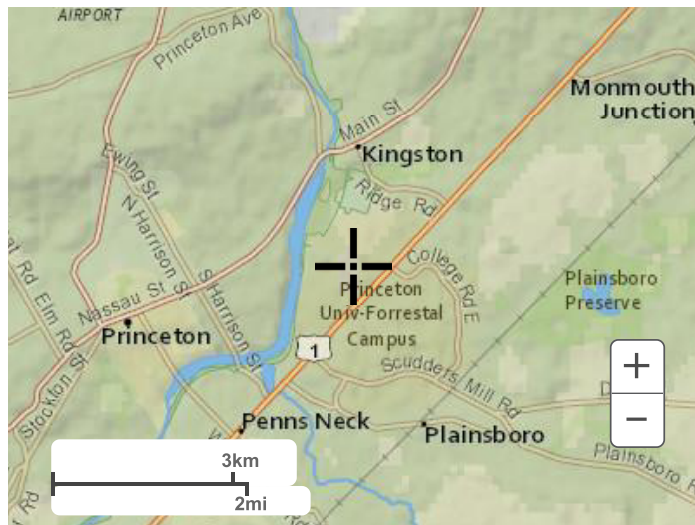 AIRPORT
Princeton Ave
Monmouth
Junction
Main St
Kingston
Ewing St
Ridge Rd
N Harrison St
College Rd E
Plainsboro
Preserve
Princeton
Univ-Forrestal
Campus
S Harrison St
Nassau St
Princeton
Elm Rd
Stockton St
1
Scudders Mill Rd
+
−
Penns Neck
Plainsboro
Plainsboro R
3km
2mi